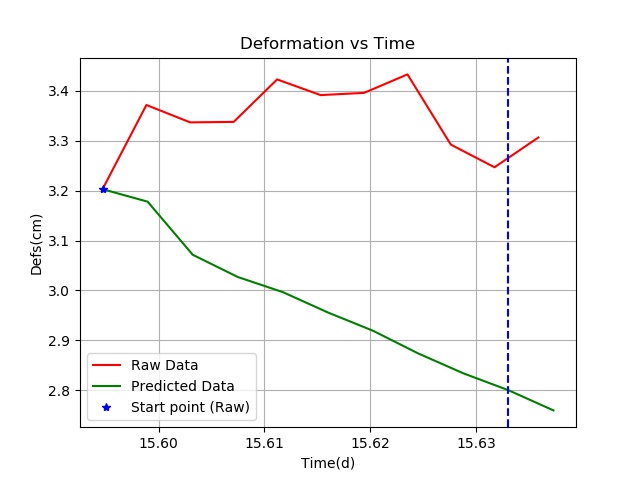 Deformation vs Time
Defs(cm)
3.4
3.3
3.2
3.1
3.0
2.9
2.8
Raw Data
Predicted Data
Start point (Raw)
15.60 15.61 15.62 15.63
Time(d)